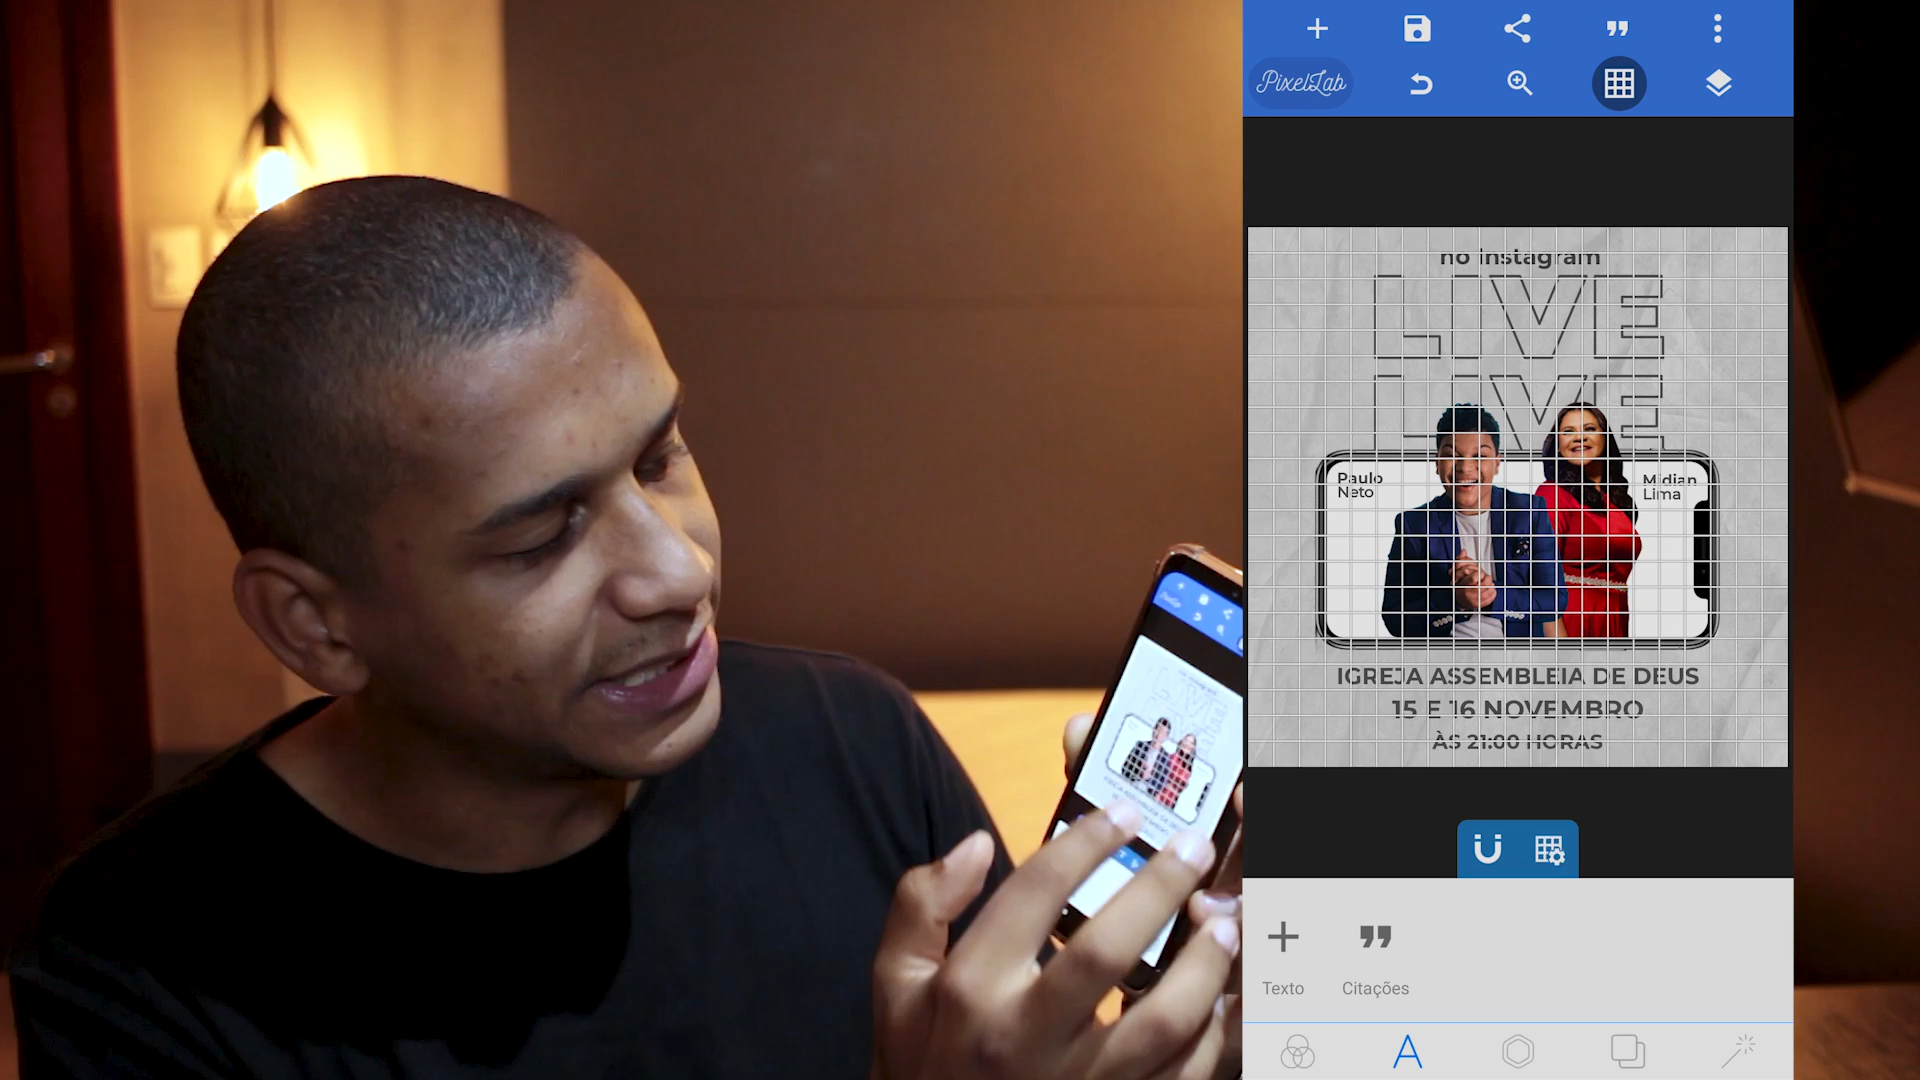 PixelLab
no Instagram
LIVE
LIVE
Paulo
Neto
Midian
Lima
IGREJA ASSEMBLEIA DE DEUS
15 E 16 NOVEMBRO
ÀS 21:00 HORAS
Texto
Citações